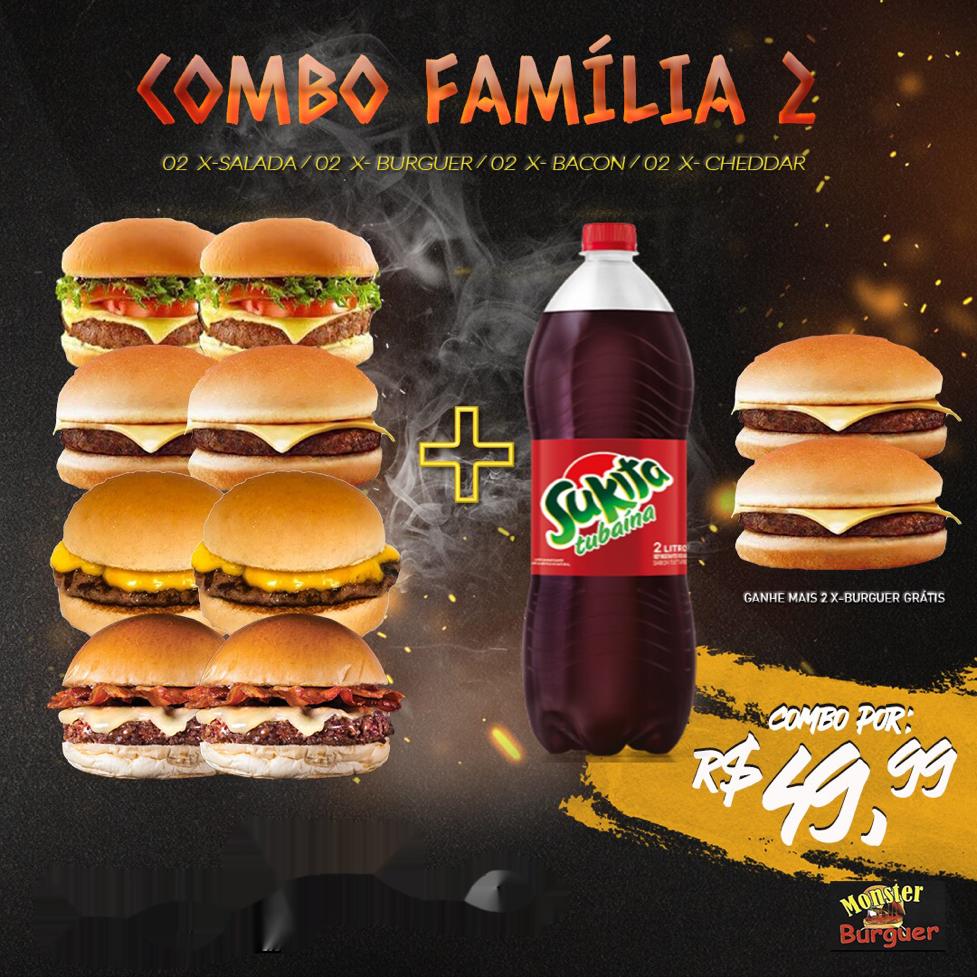 COMBO FAMÍLIA 2
02 X-SALADA / 02 X- BURGUER / 02 X- BACON / 02 X- CHEDDAR
Sukita
tubaína
2 LITRO
GANHE MAIS 2 X-BURGUER GRÁTIS
COMBO POR:
R$ 49,99
Monster
Burguer